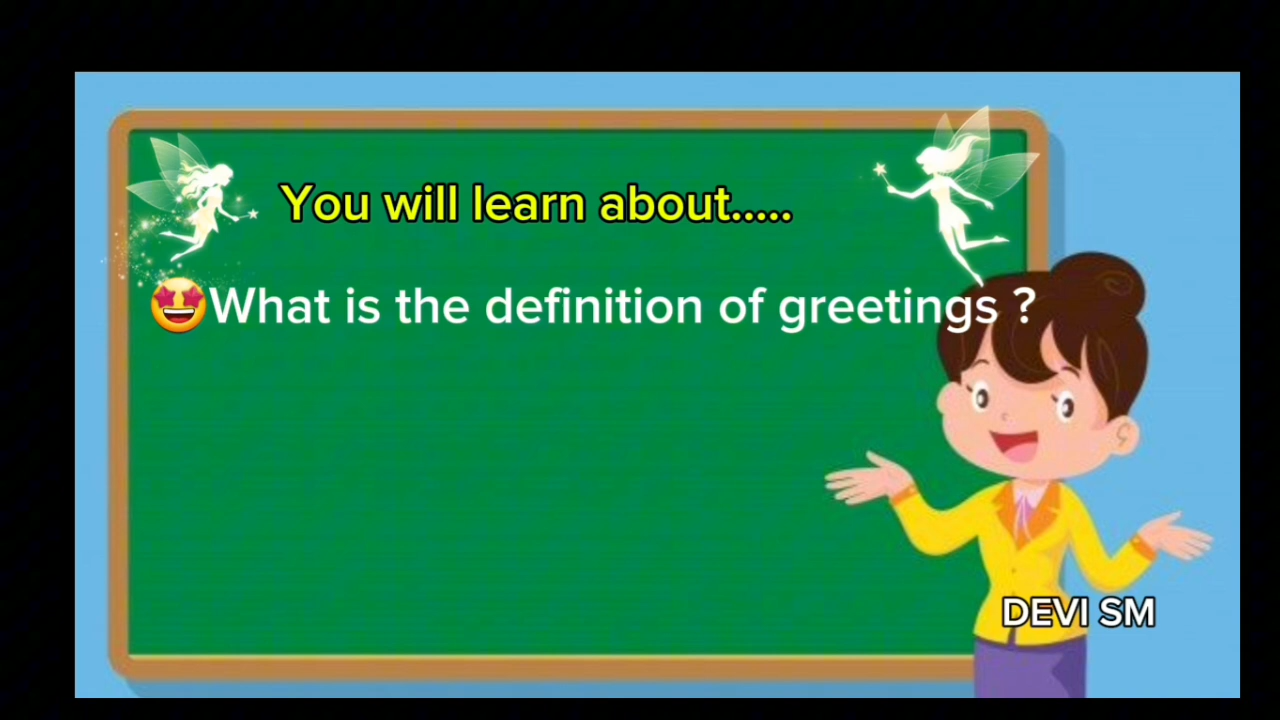 You will learn about.....
🤩What is the definition of greetings ?
DEVI SM